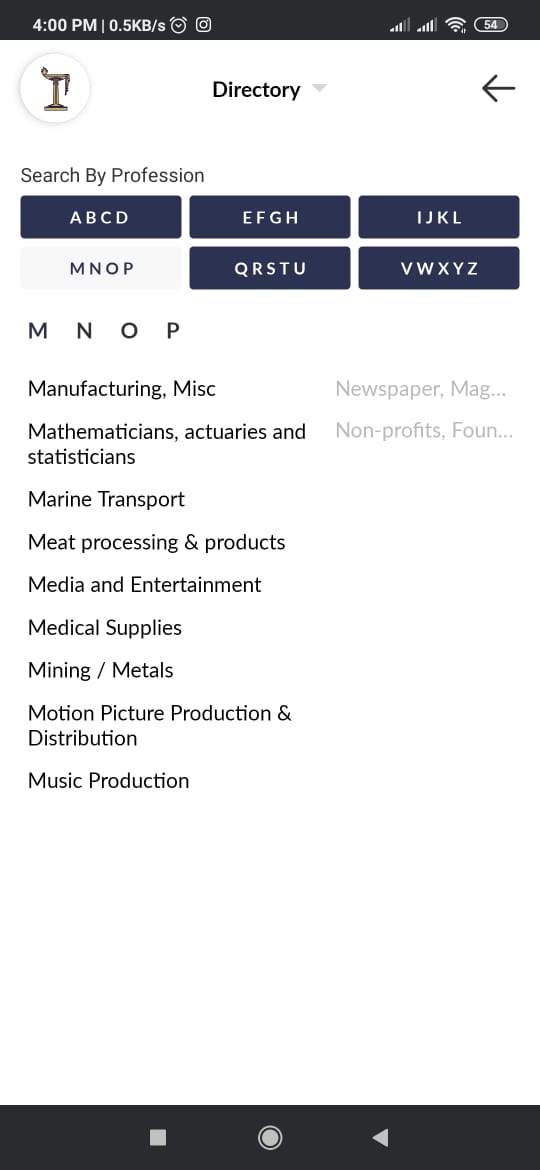 4:00 PM | 0.5KB/s
54
Directory
Search By Profession
ABCD
EFGH
IJKL
MNOP
QRSTU
VWXYZ
M N O P
Manufacturing, Misc
Mathematicians, actuaries and
statisticians
Marine Transport
Meat processing & products
Media and Entertainment
Medical Supplies
Mining / Metals
Motion Picture Production &
Distribution
Music Production
Newspaper, Mag...
Non-profits, Foun...